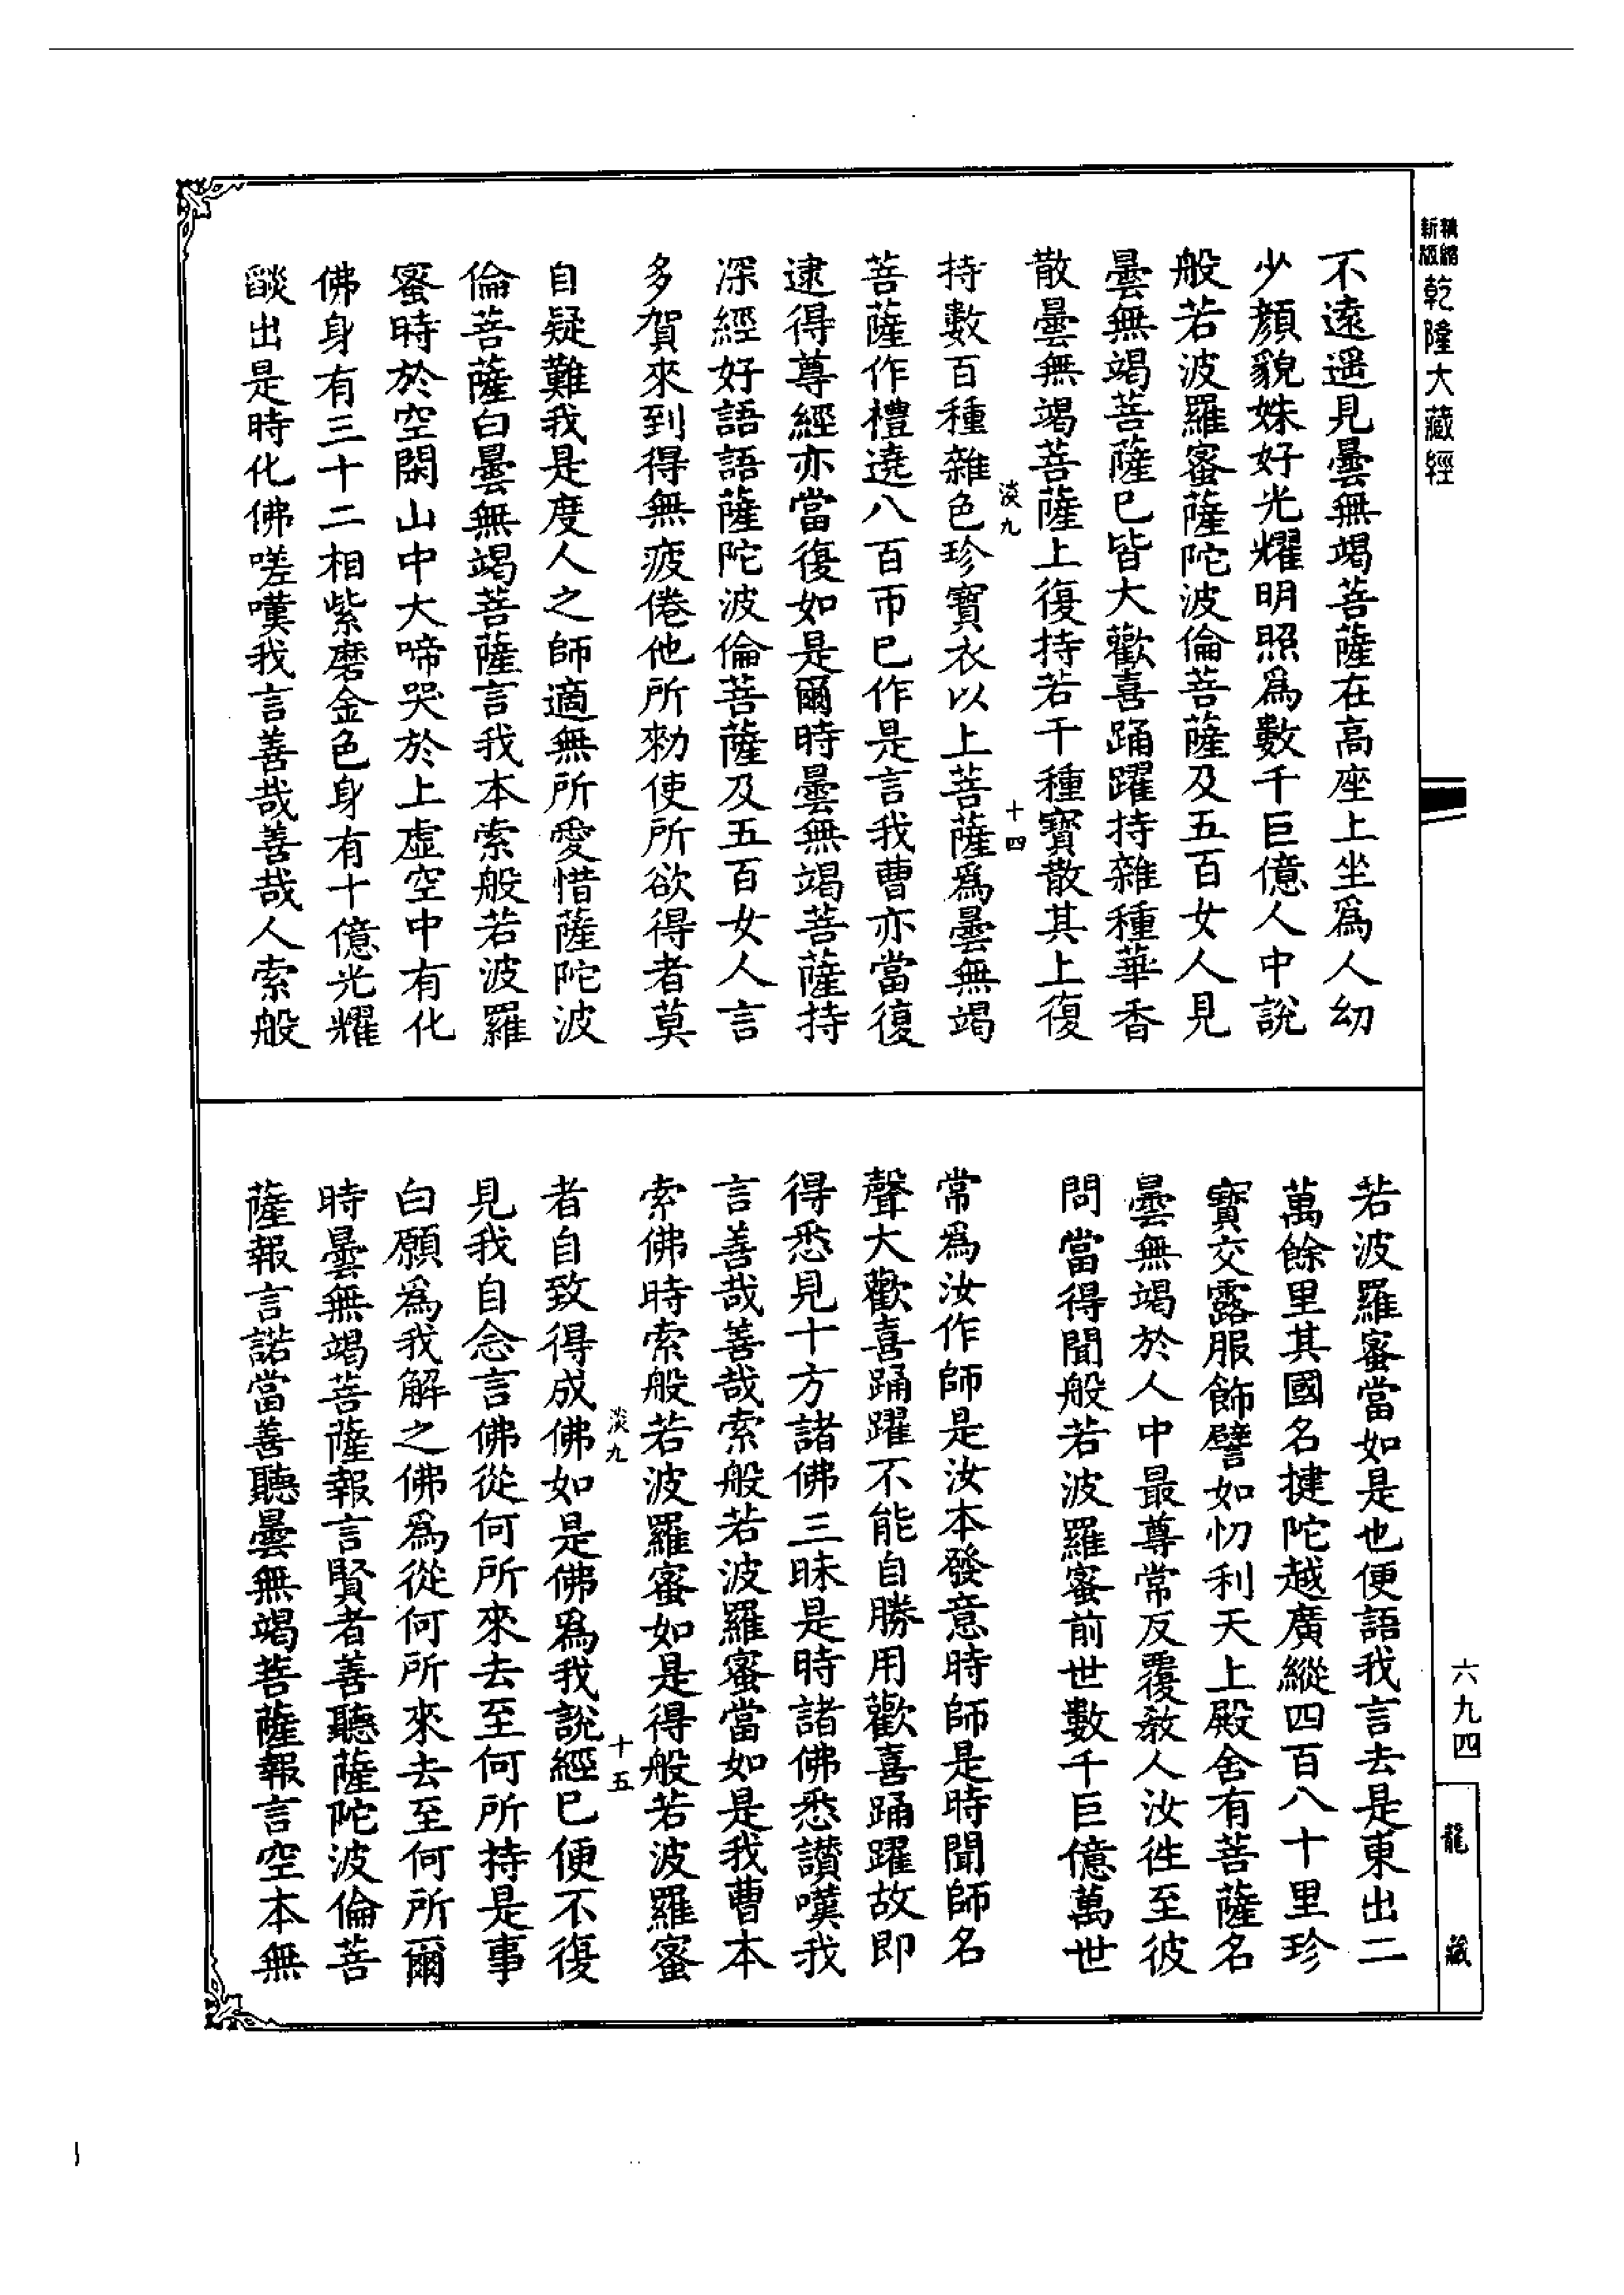 新版精縮乾隆大藏經
不遠遥見曇無竭菩薩在高座上坐爲人幼
少顏貌姝好光耀明照爲數千巨億人中說
般若波羅蜜薩陀波倫菩薩及五百女人見
曇無竭菩薩巳皆大歡喜踊躍持雜種華香
散曇無竭菩薩上復持若干種寶散其上復
淡九 十四
持數百種雜色珍寶衣以上菩薩爲曇無竭
菩薩作禮遶八百帀巳作是言我曹亦當復
逮得尊經亦當復如是爾時曇無竭菩薩持
深經好語語薩陀波倫菩薩及五百女人言
多賀來到得無疲倦他所勑使所欲得者莫
自疑難我是度人之師適無所愛惜薩陀波
倫菩薩白曇無竭菩薩言我本索般若波羅
蜜時於空閑山中大啼哭於上虛空中有化
佛身有三十二相紫磨金色身有十億光耀
燄出是時化佛嗟嘆我言善哉善哉人索般
若波羅蜜當如是也便語我言去是東出二
萬餘里其國名揵陀越廣縱四百八十里珍
寶交露服飾譬如忉利天上殿舍有菩薩名
曇無竭於人中最尊常反覆教人汝徃至彼
問當得聞般若波羅蜜前世數千巨億萬世
常爲汝作師是汝本發意時師是時聞師名
聲大歡喜踊躍不能自勝用歡喜踊躍故即
得悉見十方諸佛三昧是時諸佛悉讃嘆我
言善哉善哉索般若波羅蜜當如是我曹本
索佛時索般若波羅蜜如是得般若波羅蜜
淡九 十五
者自致得成佛如是佛爲我說經巳便不復
見我自念言佛從何所來去至何所持是事
白願爲我解之佛爲從何所來去至何所爾
時曇無竭菩薩報言賢者善聽薩陀波倫菩
薩報言諾當善聽曇無竭菩薩報言空本無
六九四
龍藏